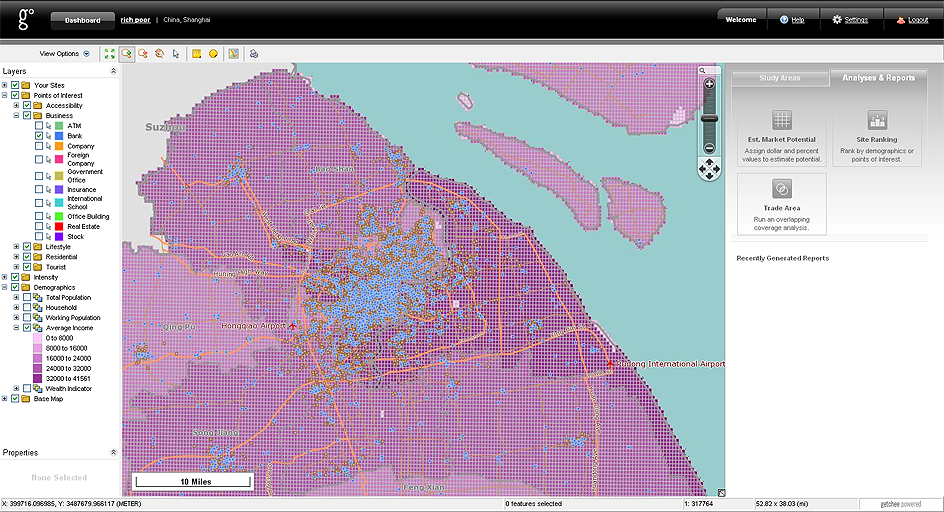 g°
Dashboard
rich poor | China, Shanghai
Welcome
Help
Settings
Logout
View Options
Layers
Your Sites
Points of Interest
Accessibility
Business
ATM
Bank
Company
Foreign
Company
Government
Office
Insurance
International
School
Office Building
Real Estate
Stock
Lifestyle
Residential
Tourist
Intensity
Demographics
Total Population
Household
Working Population
Average Income
0 to 8000
8000 to 16000
16000 to 24000
24000 to 32000
32000 to 41561
Wealth Indicator
Base Map
Properties
None Selected
Suzhou
Bao Shan
Qing Pu
Hongqiao Airport
Pudong International Airport
Song Jiang
Feng Xian
10 Miles
Study Areas
Analyses & Reports
Est. Market Potential
Assign dollar and percent
values to estimate potential.
Site Ranking
Rank by demographics or
points of interest.
Trade Area
Run an overlapping
coverage analysis.
Recently Generated Reports
X: 399716.096985, Y: 3487679.966117 (METER)
0 features selected
1: 317764
52.82 x 38.03 (mi)
getchee powered